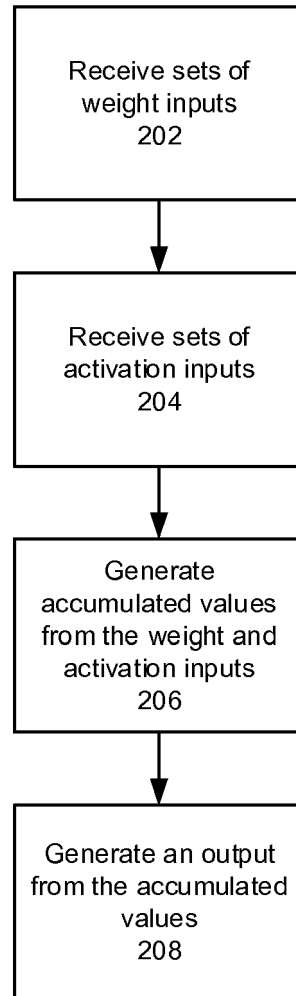 Receive sets of
weight inputs
202
Receive sets of
activation inputs
204
Generate
accumulated values
from the weight and
activation inputs
206
Generate an output
from the accumulated
values
208